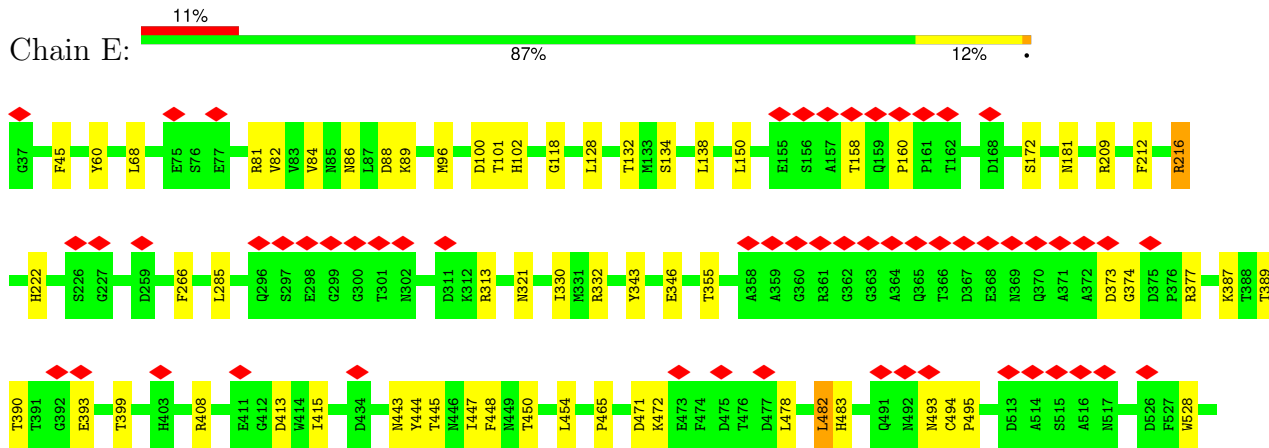 11%
Chain E:
87% 12% •
G37 F45 Y60 L68 E75 S76 E77 R81 V82 V83 V84 N85 N86 L87 D88 K89 M96 D100 T101 H102 G118 L128 T132 M133 S134 L138 L150 E155 S156 A157 T158 Q159 P160 P161 T162 D168 S172 N181 R209 F212 R216
H222 S226 G227 D259 F266 L285 Q296 S297 E298 G299 G300 T301 N302 D311 K312 R313 N321 I330 M331 R332 Y343 E346 T355 A358 A359 G360 R361 G362 G363 A364 Q365 T366 D367 E368 N369 Q370 A371 A372 D373 G374 D375 P376 R377 K387 T388 T389
T390 T391 G392 E393 T399 H403 R408 E411 G412 D413 W414 I415 D434 N443 Y444 T445 N446 I447 F448 N449 T450 L454 P465 D471 K472 E473 F474 D475 T476 D477 L478 L482 H483 Q491 N492 N493 C494 P495 D513 A514 S515 A516 N517 D526 F527 W528